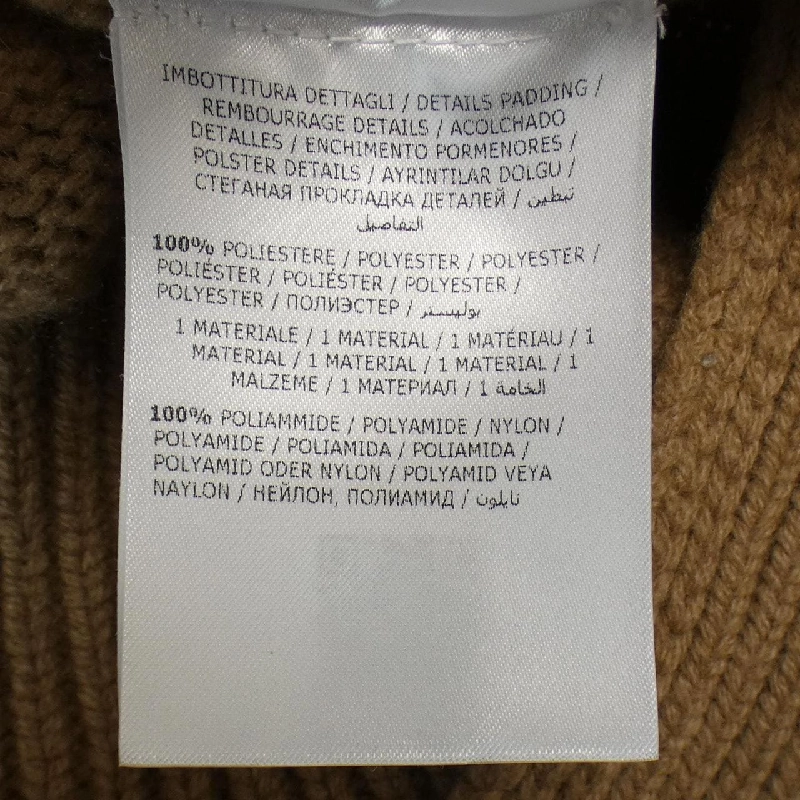 IMBOTTITURA DETTAGLI / DETAILS PADDING /
REMBOURRAGE DETAILS / ACOLCHADO
DETALLES / ENCHIMENTO PORMENORES /
POLSTER DETAILS / AYRINTILAR DOLGU /
СТЕГАНАЯ ПРОКЛАДКА ДЕТАЛЕЙ / تبطين
التفاصيل
100% POLIESTERE / POLYESTER / POLYESTER /
POLIÉSTER / POLIÉSTER / POLYESTER /
POLYESTER / ПОЛИЭСТЕР / بوليستر
1 MATERIALE / 1 MATERIAL / 1 MATÉRIAU / 1
MATERIAL / 1 MATERIAL / 1 MATERIAL / 1
MALZEME / 1 МАТЕРИАЛ / 1 الخامة
100% POLIAMMIDE / POLYAMIDE / NYLON /
POLYAMIDE / POLIAMIDA / POLIAMIDA /
POLYAMID ODER NYLON / POLYAMID VEYA
NAYLON / НЕЙЛОН, ПОЛИАМИД / نايلون